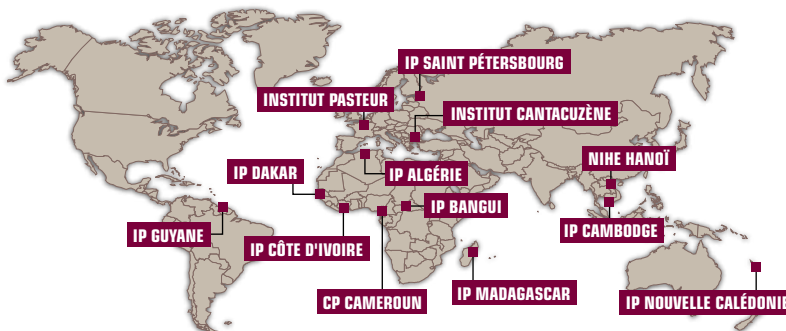 IP SAINT PÉTERSBOURG
INSTITUT PASTEUR
INSTITUT CANTACUZÈNE
NIHE HANOÏ
IP DAKAR
IP ALGÉRIE
IP BANGUI
IP GUYANE
IP CÔTE D'IVOIRE
IP CAMBODGE
CP CAMEROUN
IP MADAGASCAR
IP NOUVELLE CALÉDONIE